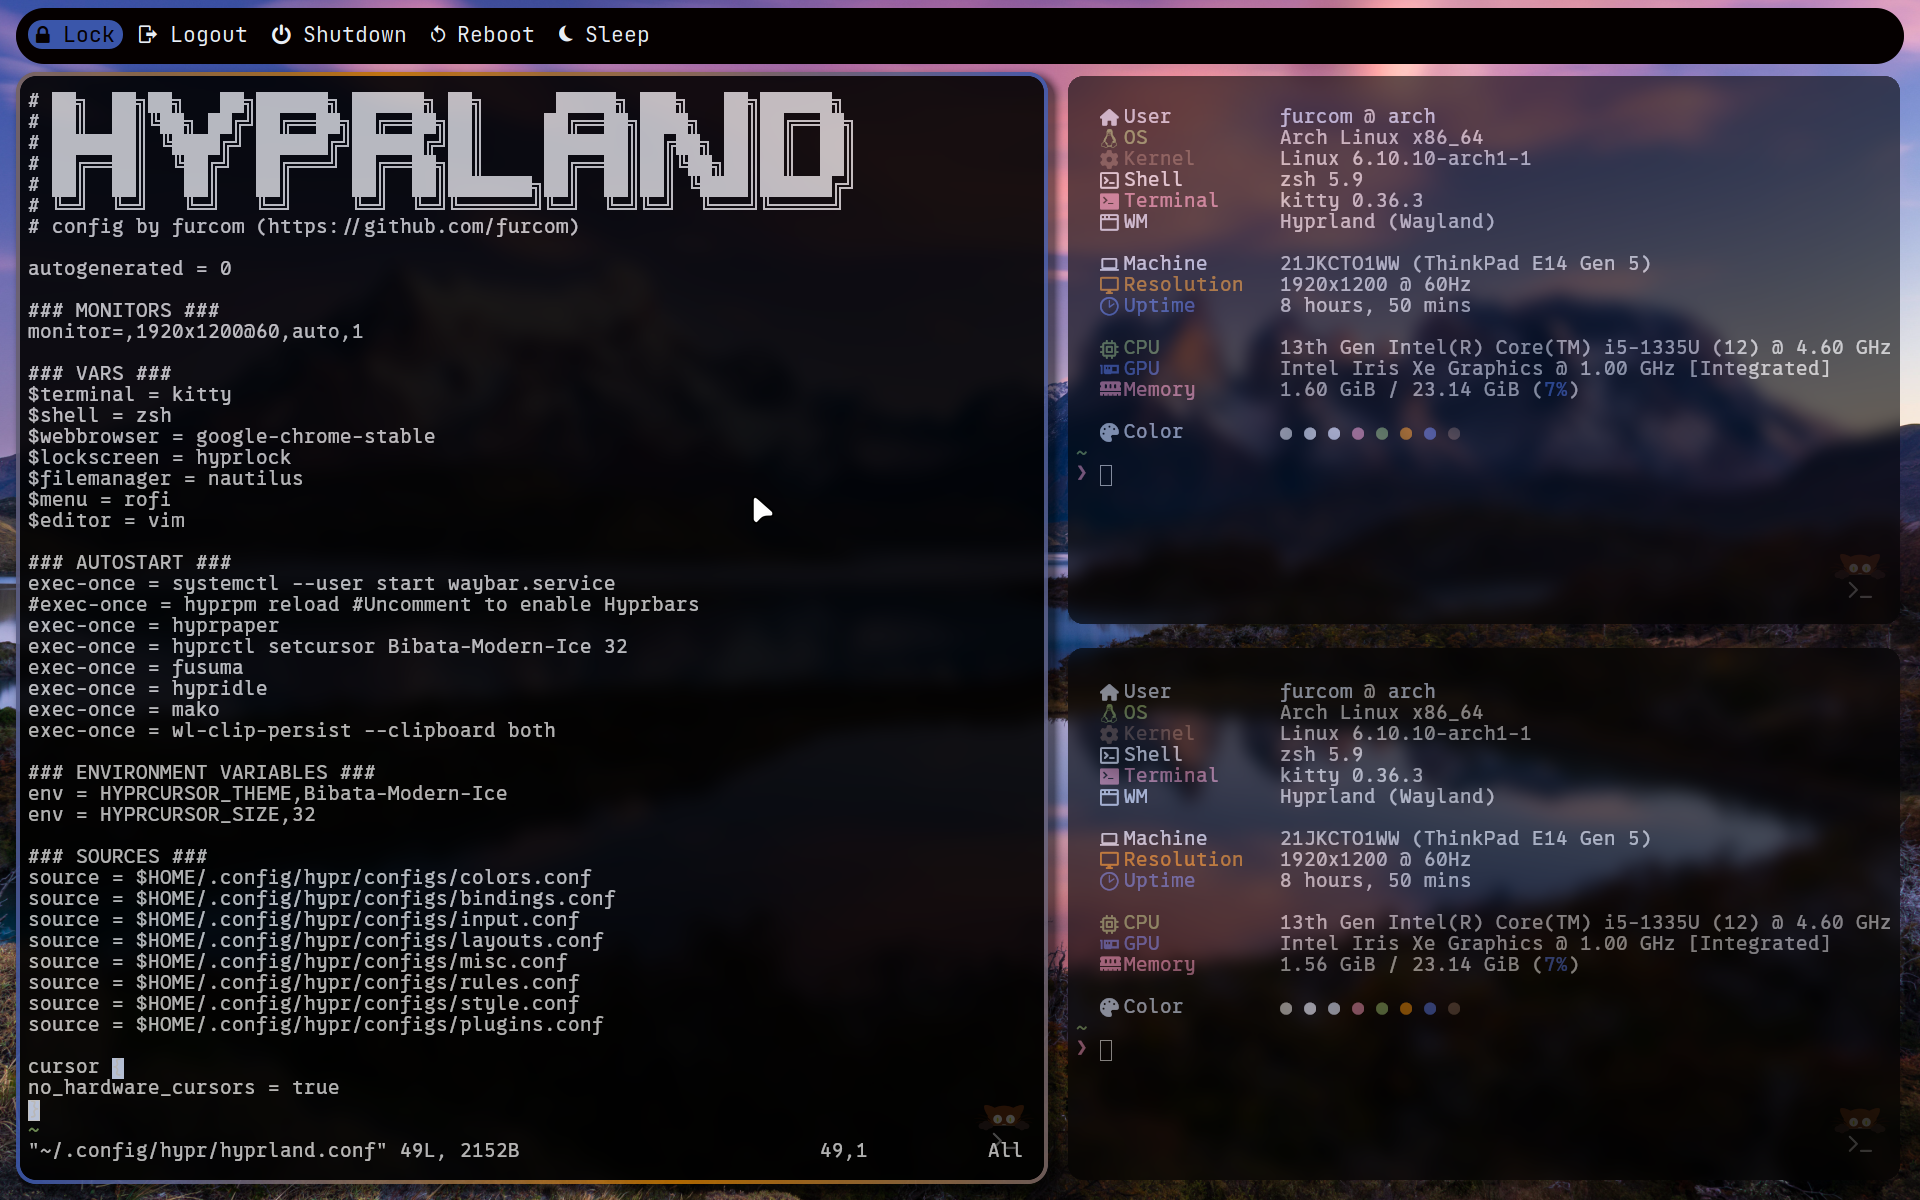 Lock Logout Shutdown Reboot Sleep
# HYPRLAND
#
#
#
#
#
# config by furcom (https://github.com/furcom)
autogenerated = 0
### MONITORS ###
monitor=,1920x1200@60,auto,1
### VARS ###
$terminal = kitty
$shell = zsh
$webbrowser = google-chrome-stable
$lockscreen = hyprlock
$filemanager = nautilus
$menu = rofi
$editor = vim
### AUTOSTART ###
exec-once = systemctl --user start waybar.service
#exec-once = hyprpm reload #Uncomment to enable Hyprbars
exec-once = hyprpaper
exec-once = hyprctl setcursor Bibata-Modern-Ice 32
exec-once = fusuma
exec-once = hypridle
exec-once = mako
exec-once = wl-clip-persist --clipboard both
### ENVIRONMENT VARIABLES ###
env = HYPRCURSOR_THEME,Bibata-Modern-Ice
env = HYPRCURSOR_SIZE,32
### SOURCES ###
source = $HOME/.config/hypr/configs/colors.conf
source = $HOME/.config/hypr/configs/bindings.conf
source = $HOME/.config/hypr/configs/input.conf
source = $HOME/.config/hypr/configs/layouts.conf
source = $HOME/.config/hypr/configs/misc.conf
source = $HOME/.config/hypr/configs/rules.conf
source = $HOME/.config/hypr/configs/style.conf
source = $HOME/.config/hypr/configs/plugins.conf
cursor {
no_hardware_cursors = true
}
~
"~/.config/hypr/hyprland.conf" 49L, 2152B 49,1 All
User furcom @ arch
OS Arch Linux x86_64
Kernel Linux 6.10.10-arch1-1
Shell zsh 5.9
Terminal kitty 0.36.3
WM Hyprland (Wayland)
Machine 21JKCTO1WW (ThinkPad E14 Gen 5)
Resolution 1920x1200 @ 60Hz
Uptime 8 hours, 50 mins
CPU 13th Gen Intel(R) Core(TM) i5-1335U (12) @ 4.60 GHz
GPU Intel Iris Xe Graphics @ 1.00 GHz [Integrated]
Memory 1.60 GiB / 23.14 GiB (7%)
Color
~
❯
User furcom @ arch
OS Arch Linux x86_64
Kernel Linux 6.10.10-arch1-1
Shell zsh 5.9
Terminal kitty 0.36.3
WM Hyprland (Wayland)
Machine 21JKCTO1WW (ThinkPad E14 Gen 5)
Resolution 1920x1200 @ 60Hz
Uptime 8 hours, 50 mins
CPU 13th Gen Intel(R) Core(TM) i5-1335U (12) @ 4.60 GHz
GPU Intel Iris Xe Graphics @ 1.00 GHz [Integrated]
Memory 1.56 GiB / 23.14 GiB (7%)
Color
~
❯